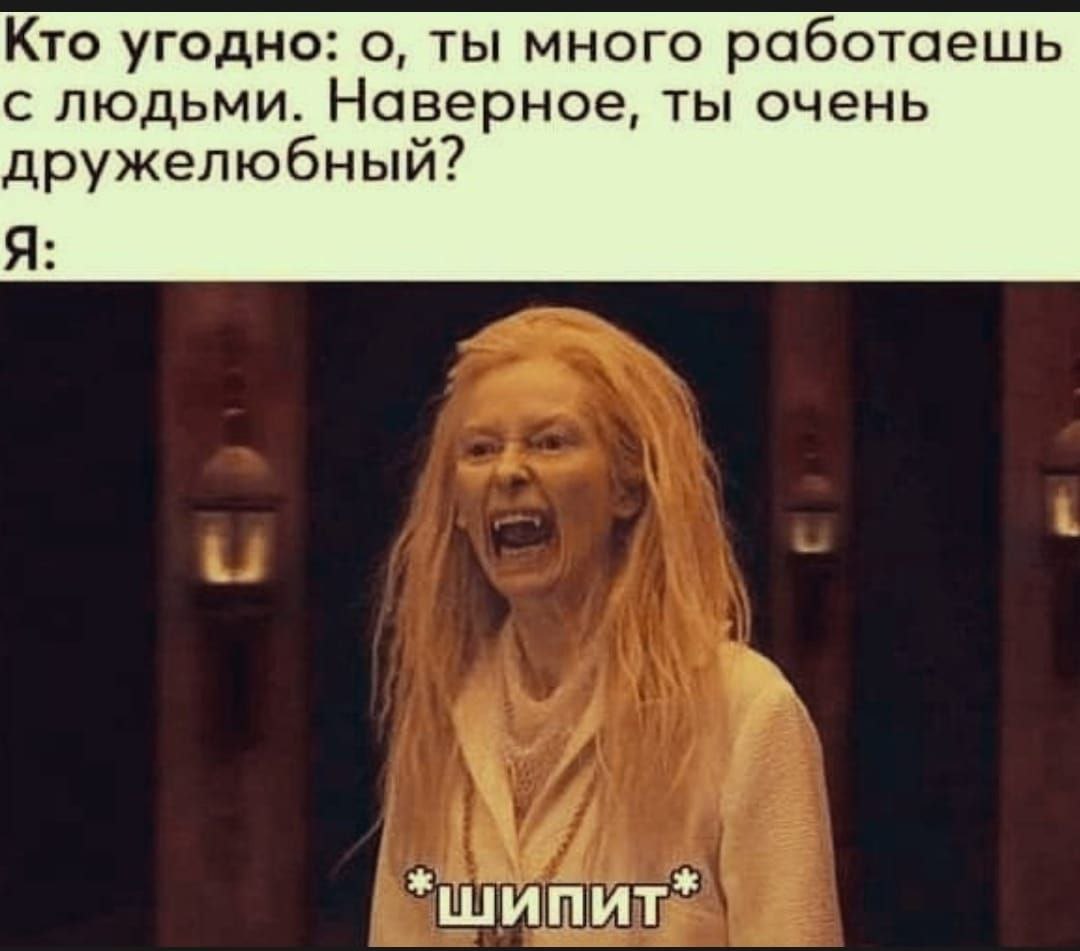 Кто угодно: о, ты много работаешь
с людьми. Наверное, ты очень
дружелюбный?
Я:
*шипит*